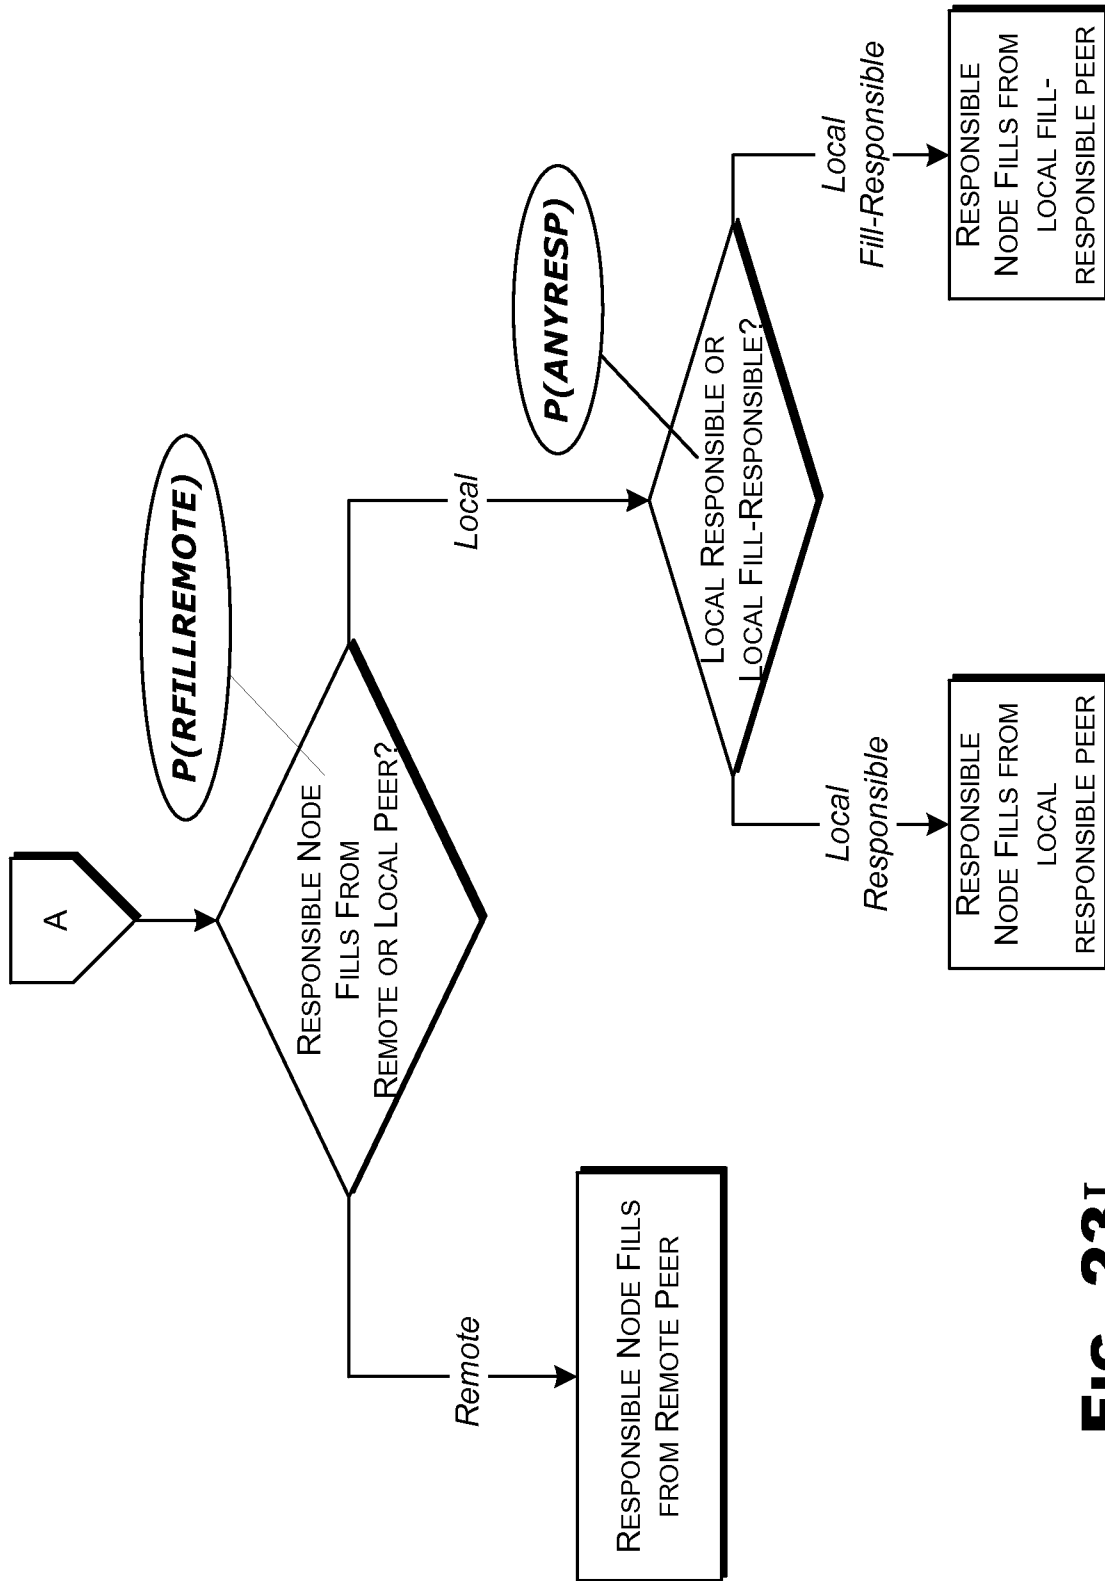 A
P(RFILLREMOTE)
RESPONSIBLE NODE
FILLS FROM
REMOTE OR LOCAL PEER?
Remote
Local
P(ANYRESP)
RESPONSIBLE NODE FILLS
FROM REMOTE PEER
LOCAL RESPONSIBLE OR
LOCAL FILL-RESPONSIBLE?
Local
Responsible
Local
Fill-Responsible
RESPONSIBLE
NODE FILLS FROM
LOCAL
RESPONSIBLE PEER
RESPONSIBLE
NODE FILLS FROM
LOCAL FILL-
RESPONSIBLE PEER
FIG.